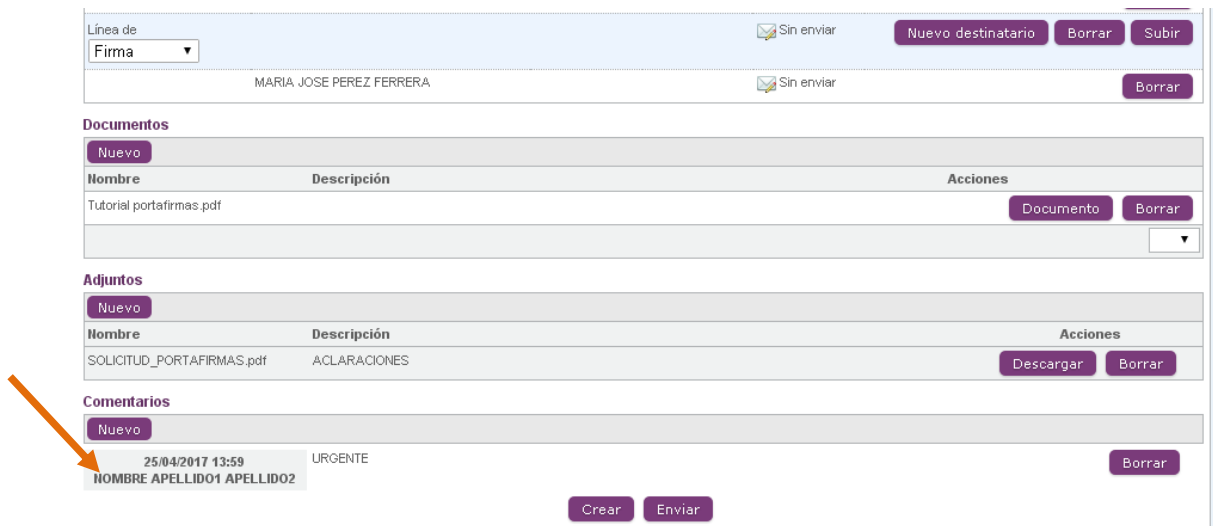 Línea de
Firma Sin enviar Nuevo destinatario Borrar Subir
MARIA JOSE PEREZ FERRERA Sin enviar Borrar
Documentos
Nuevo
Nombre Descripción Acciones
Tutorial portafirmas.pdf Documento Borrar
Adjuntos
Nuevo
Nombre Descripción Acciones
SOLICITUD_PORTAFIRMAS.pdf ACLARACIONES Descargar Borrar
Comentarios
Nuevo
25/04/2017 13:59 URGENTE Borrar
NOMBRE APELLIDO1 APELLIDO2
Crear Enviar